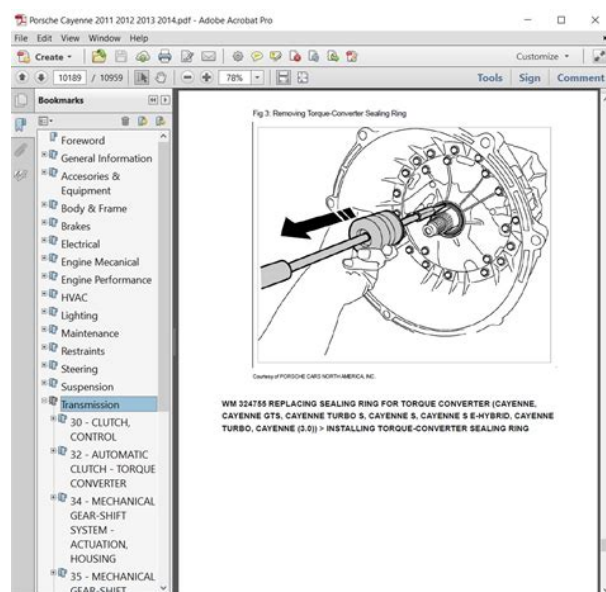 Porsche Cayenne 2011 2012 2013 2014.pdf - Adobe Acrobat Pro
File Edit View Window Help
Create
Customize
10189 / 10959
78%
Tools Sign Comment
Bookmarks
Foreword
General Information
Accesories &
Equipment
Body & Frame
Brakes
Electrical
Engine Mecanical
Engine Performance
HVAC
Lighting
Maintenance
Restraints
Steering
Suspension
Transmission
30 - CLUTCH,
CONTROL
32 - AUTOMATIC
CLUTCH - TORQUE
CONVERTER
34 - MECHANICAL
GEAR-SHIFT
SYSTEM -
ACTUATION,
HOUSING
35 - MECHANICAL
GEAR-SHIFT
Fig 3: Removing Torque-Converter Sealing Ring
Courtesy of PORSCHE CARS NORTH AMERICA, INC.
WM 324755 REPLACING SEALING RING FOR TORQUE CONVERTER (CAYENNE,
CAYENNE GTS, CAYENNE TURBO S, CAYENNE S, CAYENNE S E-HYBRID, CAYENNE
TURBO, CAYENNE (3.0)) > INSTALLING TORQUE-CONVERTER SEALING RING